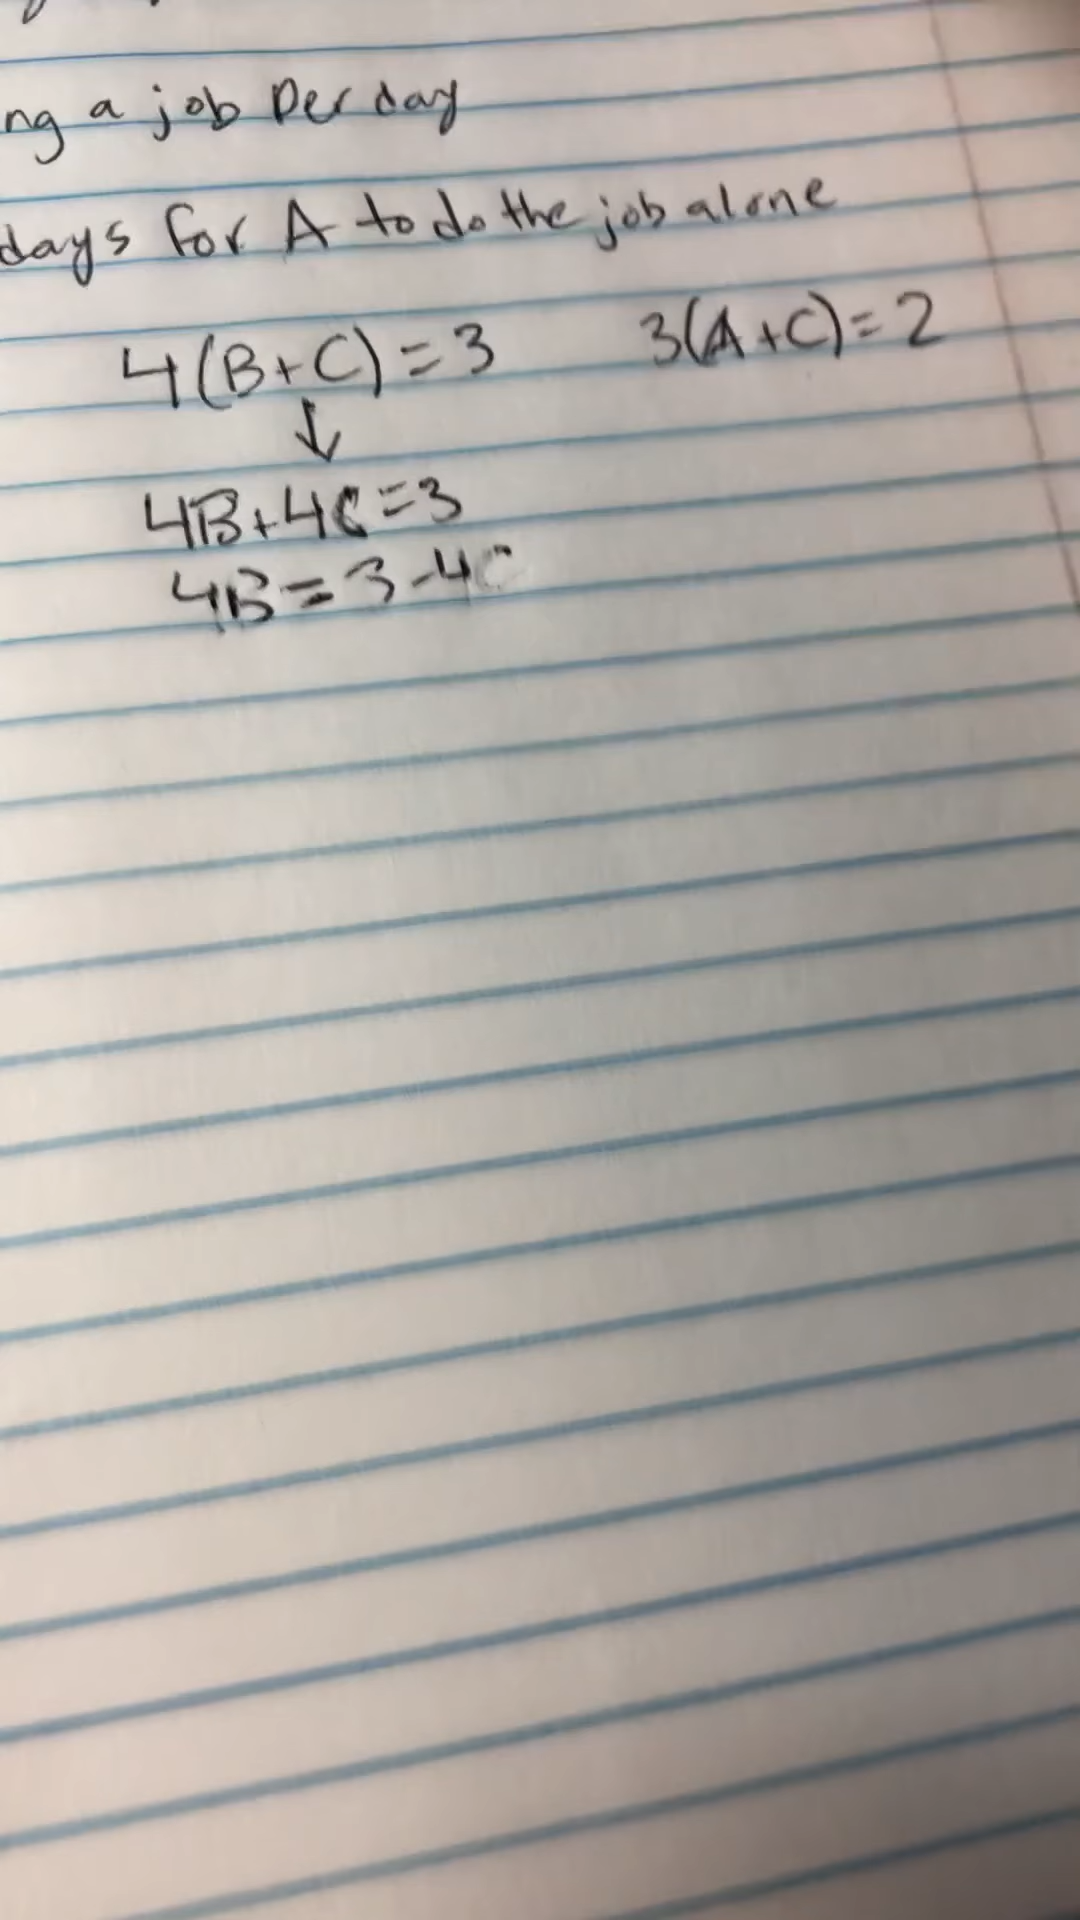 ng a job Per day
days for A to do the job alone
4(B+C)=3 3(A+C)=2
↓
4B+4C=3
4B=3-4C